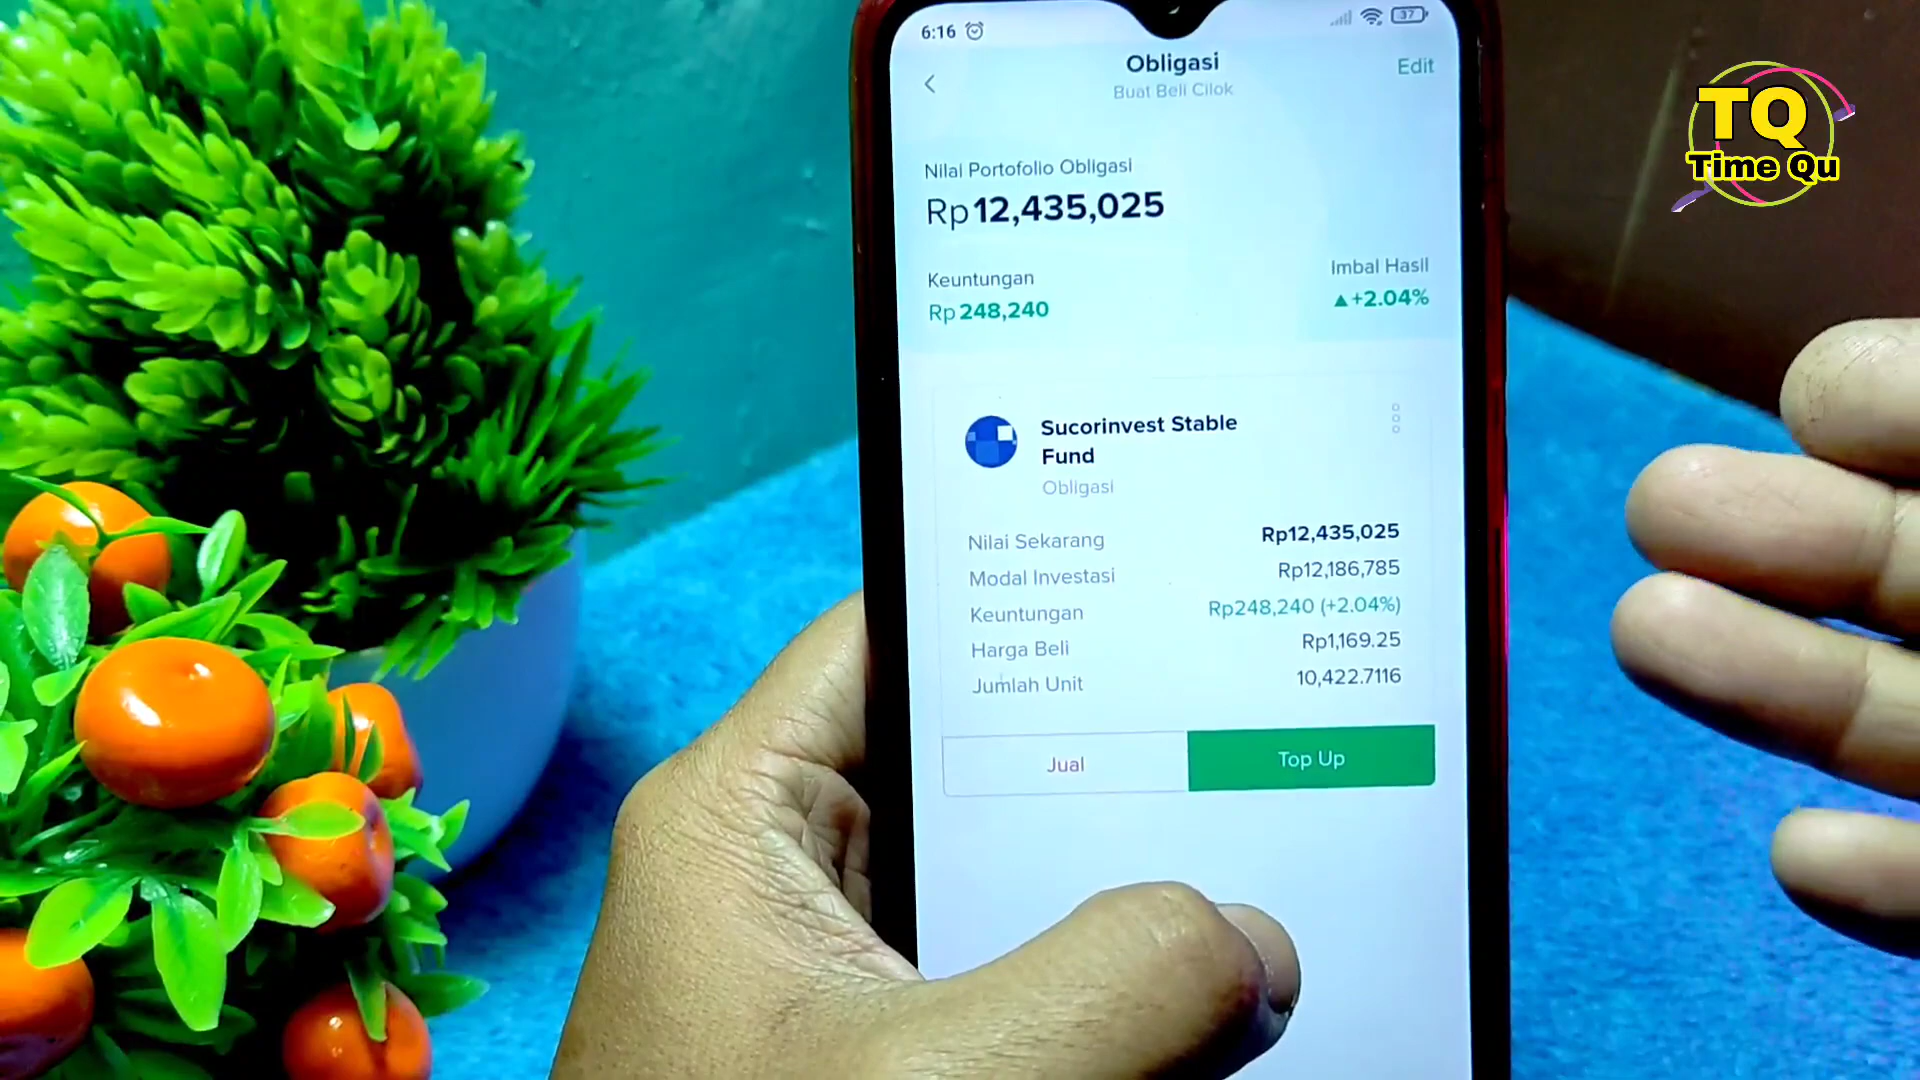 6:16
37
Obligasi
Edit
Buat Beli Cilok
Nilai Portofolio Obligasi
Rp12,435,025
Keuntungan
Imbal Hasil
Rp248,240
▲+2.04%
Sucorinvest Stable
Fund
Obligasi
Nilai Sekarang Rp12,435,025
Modal Investasi Rp12,186,785
Keuntungan Rp248,240 (+2.04%)
Harga Beli Rp1,169.25
Jumlah Unit 10,422.7116
Jual
Top Up
TQ
Time Qu